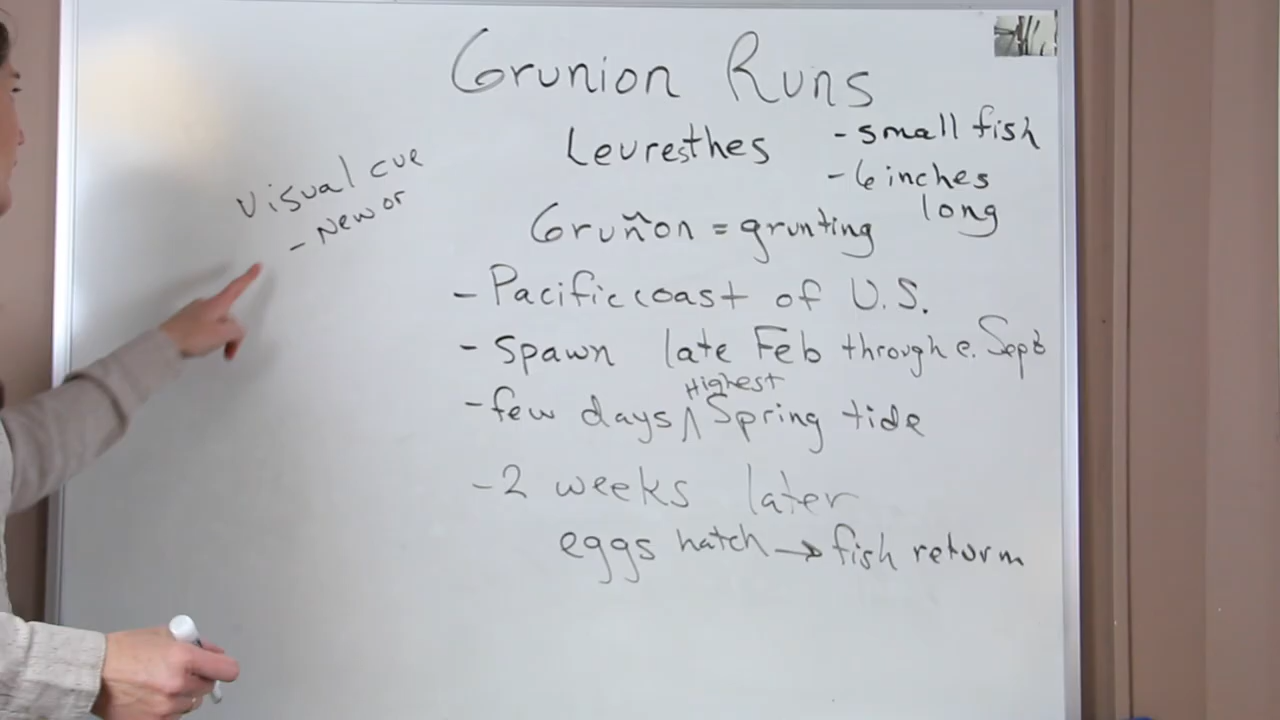 Grunion Runs
Leuresthes
- small fish
- 6 inches
long
Gruñon = grunting
- Pacific coast of U.S.
- Spawn late Feb through e. Sept
Highest
- few days ∧ Spring tide
- 2 weeks later
eggs hatch → fish return
Visual cue
- New or